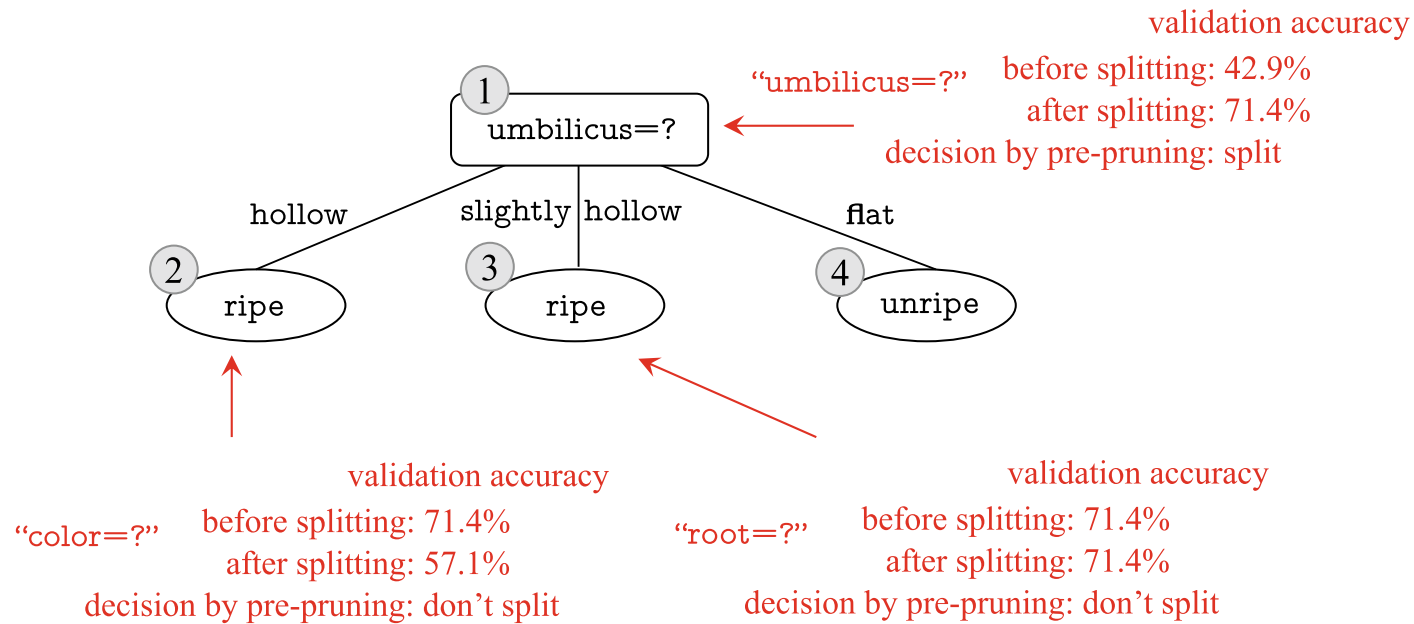 validation accuracy
“umbilicus=?” before splitting: 42.9%
after splitting: 71.4%
decision by pre-pruning: split
1
umbilicus=?
hollow
slightly hollow
flat
2
ripe
3
ripe
4
unripe
validation accuracy
“color=?” before splitting: 71.4%
after splitting: 57.1%
decision by pre-pruning: don’t split
validation accuracy
“root=?” before splitting: 71.4%
after splitting: 71.4%
decision by pre-pruning: don’t split